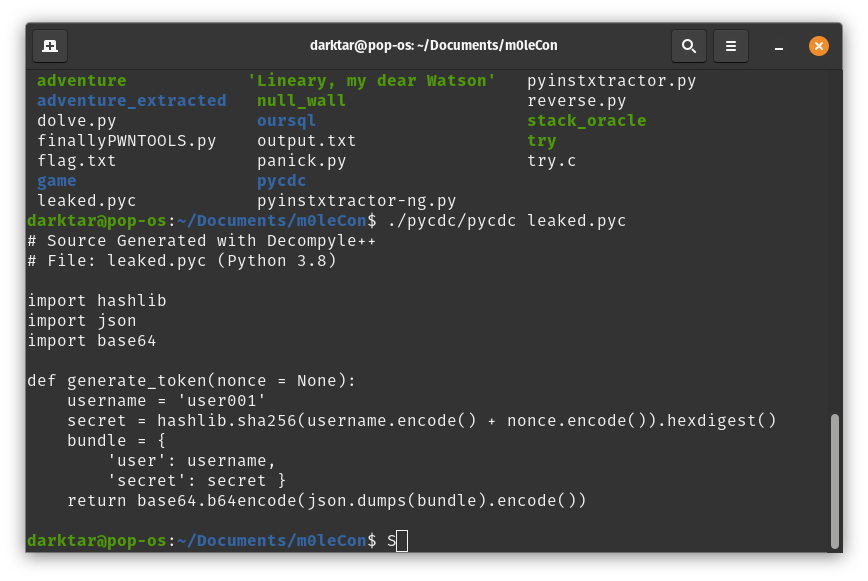 darktar@pop-os: ~/Documents/m0leCon
adventure 'Lineary, my dear Watson' pyinstxtractor.py
adventure_extracted null_wall reverse.py
dolve.py oursql stack_oracle
finallyPWNTOOLS.py output.txt try
flag.txt panick.py try.c
game pycdc
leaked.pyc pyinstxtractor-ng.py
darktar@pop-os:~/Documents/m0leCon$ ./pycdc/pycdc leaked.pyc
# Source Generated with Decompyle++
# File: leaked.pyc (Python 3.8)
import hashlib
import json
import base64
def generate_token(nonce = None):
    username = 'user001'
    secret = hashlib.sha256(username.encode() + nonce.encode()).hexdigest()
    bundle = {
        'user': username,
        'secret': secret }
    return base64.b64encode(json.dumps(bundle).encode())
darktar@pop-os:~/Documents/m0leCon$ S